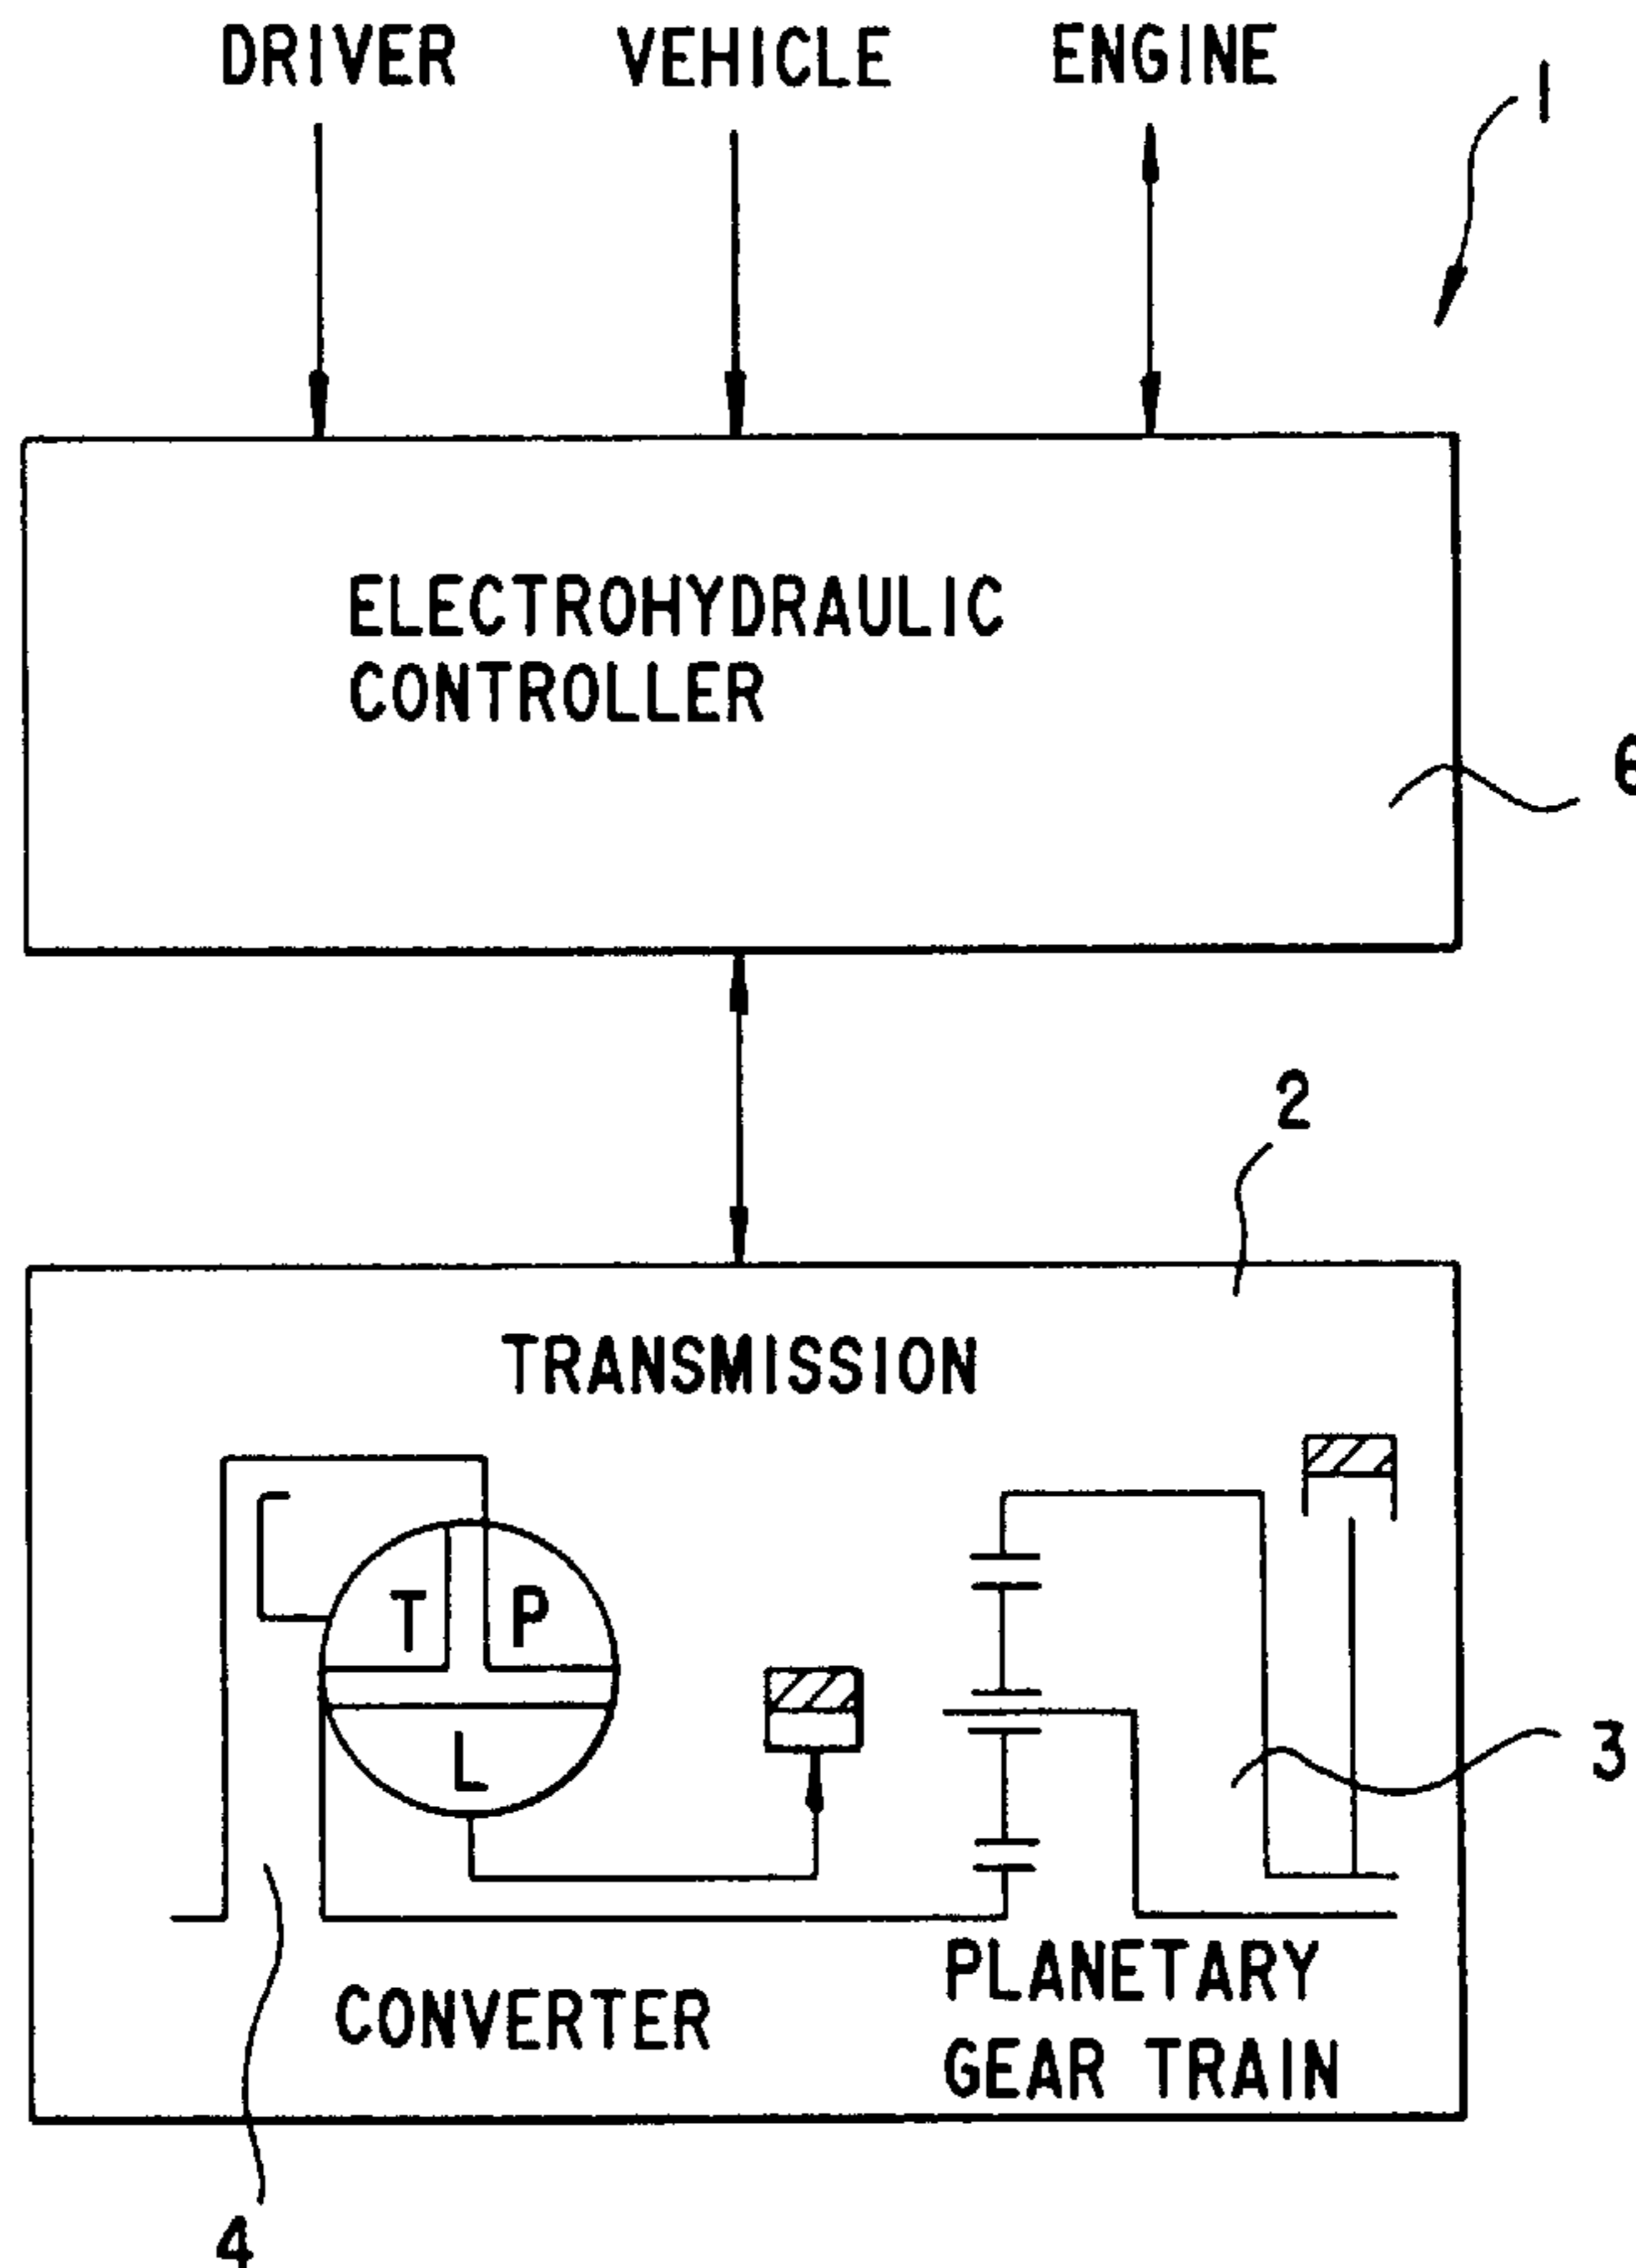 DRIVER VEHICLE ENGINE
1
ELECTROHYDRAULIC
CONTROLLER
6
2
TRANSMISSION
T P
L
3
CONVERTER
PLANETARY
GEAR TRAIN
4